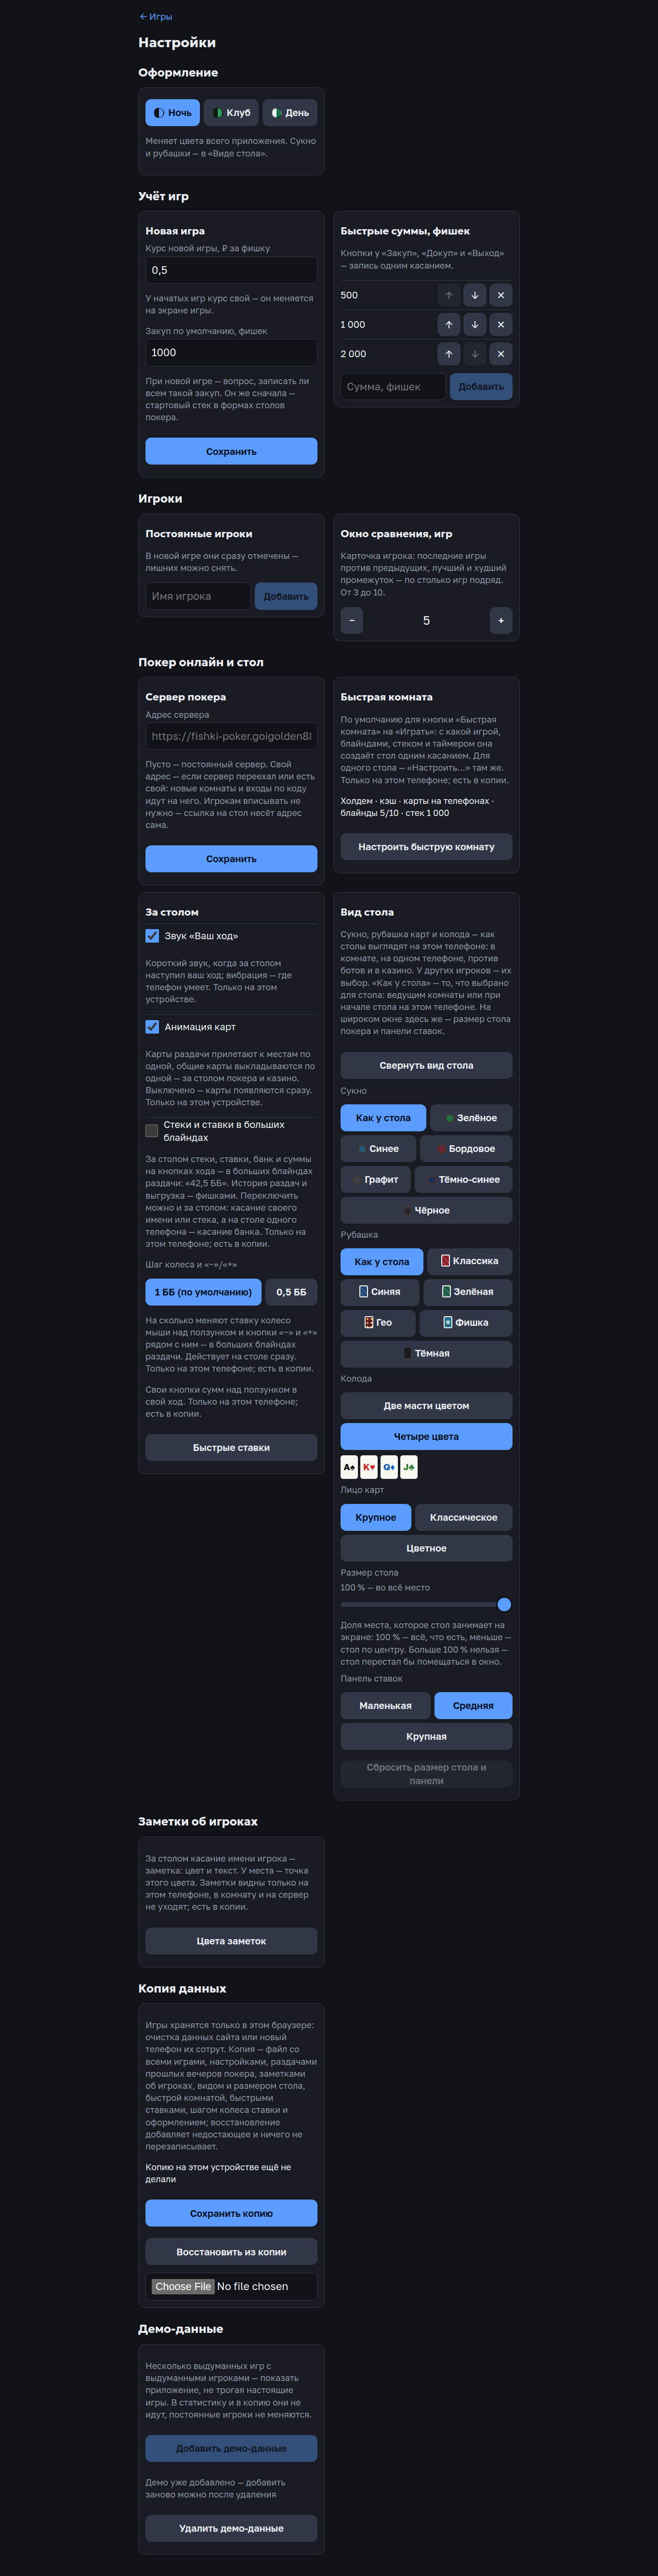 ← Игры
Настройки
Оформление
Ночь
Клуб
День
Меняет цвета всего приложения. Сукно
и рубашки — в «Виде стола».
Учёт игр
Новая игра
Курс новой игры, ₽ за фишку
0,5
У начатых игр курс свой — он меняется
на экране игры.
Закуп по умолчанию, фишек
1000
При новой игре — вопрос, записать ли
всем такой закуп. Он же сначала —
стартовый стек в формах столов
покера.
Сохранить
Быстрые суммы, фишек
Кнопки у «Закуп», «Докуп» и «Выход»
— запись одним касанием.
500 ↑ ↓ ✕
1 000 ↑ ↓ ✕
2 000 ↑ ↓ ✕
Сумма, фишек
Добавить
Игроки
Постоянные игроки
В новой игре они сразу отмечены —
лишних можно снять.
Имя игрока
Добавить
Окно сравнения, игр
Карточка игрока: последние игры
против предыдущих, лучший и худший
промежуток — по столько игр подряд.
От 3 до 10.
− 5 +
Покер онлайн и стол
Сервер покера
Адрес сервера
https://fishki-poker.goigolden8
Пусто — постоянный сервер. Свой
адрес — если сервер переехал или есть
свой: новые комнаты и входы по коду
идут на него. Игрокам вписывать не
нужно — ссылка на стол несёт адрес
сама.
Сохранить
Быстрая комната
По умолчанию для кнопки «Быстрая
комната» на «Играть»: с какой игрой,
блайндами, стеком и таймером она
создаёт стол одним касанием. Для
одного стола — «Настроить…» там же.
Только на этом телефоне; есть в копии.
Холдем · кэш · карты на телефонах ·
блайнды 5/10 · стек 1 000
Настроить быструю комнату
За столом
Звук «Ваш ход»
Короткий звук, когда за столом
наступил ваш ход; вибрация — где
телефон умеет. Только на этом
устройстве.
Анимация карт
Карты раздачи прилетают к местам по
одной, общие карты выкладываются по
одной — за столом покера и казино.
Выключено — карты появляются сразу.
Только на этом устройстве.
Стеки и ставки в больших
блайндах
За столом стеки, ставки, банк и суммы
на кнопках хода — в больших блайндах
раздачи: «42,5 ББ». История раздач и
выгрузка — фишками. Переключить
можно и за столом: касание своего
имени или стека, а на столе одного
телефона — касание банка. Только на
этом телефоне; есть в копии.
Шаг колеса и «−»/«+»
1 ББ (по умолчанию)
0,5 ББ
На сколько меняют ставку колесо
мыши над ползунком и кнопки «−» и «+»
рядом с ним — в больших блайндах
раздачи. Действует на столе сразу.
Только на этом телефоне; есть в копии.
Свои кнопки сумм над ползунком в
свой ход. Только на этом телефоне;
есть в копии.
Быстрые ставки
Вид стола
Сукно, рубашка карт и колода — как
столы выглядят на этом телефоне: в
комнате, на одном телефоне, против
ботов и в казино. У других игроков — их
выбор. «Как у стола» — то, что выбрано
для стола: ведущим комнаты или при
начале стола на этом телефоне. На
широком окне здесь же — размер стола
покера и панели ставок.
Свернуть вид стола
Сукно
Как у стола
Зелёное
Синее
Бордовое
Графит
Тёмно-синее
Чёрное
Рубашка
Как у стола
Классика
Синяя
Зелёная
Гео
Фишка
Тёмная
Колода
Две масти цветом
Четыре цвета
A♠ K♥ Q♦ J♣
Лицо карт
Крупное
Классическое
Цветное
Размер стола
100 % — во всё место
Доля места, которое стол занимает на
экране: 100 % — всё, что есть, меньше —
стол по центру. Больше 100 % нельзя —
стол перестал бы помещаться в окно.
Панель ставок
Маленькая
Средняя
Крупная
Сбросить размер стола и
панели
Заметки об игроках
За столом касание имени игрока —
заметка: цвет и текст. У места — точка
этого цвета. Заметки видны только на
этом телефоне, в комнату и на сервер
не уходят; есть в копии.
Цвета заметок
Копия данных
Игры хранятся только в этом браузере:
очистка данных сайта или новый
телефон их сотрут. Копия — файл со
всеми играми, настройками, раздачами
прошлых вечеров покера, заметками
об игроках, видом и размером стола,
быстрой комнатой, быстрыми
ставками, шагом колеса ставки и
оформлением; восстановление
добавляет недостающее и ничего не
перезаписывает.
Копию на этом устройстве ещё не
делали
Сохранить копию
Восстановить из копии
Choose File No file chosen
Демо-данные
Несколько выдуманных игр с
выдуманными игроками — показать
приложение, не трогая настоящие
игры. В статистику и в копию они не
идут, постоянные игроки не меняются.
Добавить демо-данные
Демо уже добавлено — добавить
заново можно после удаления
Удалить демо-данные